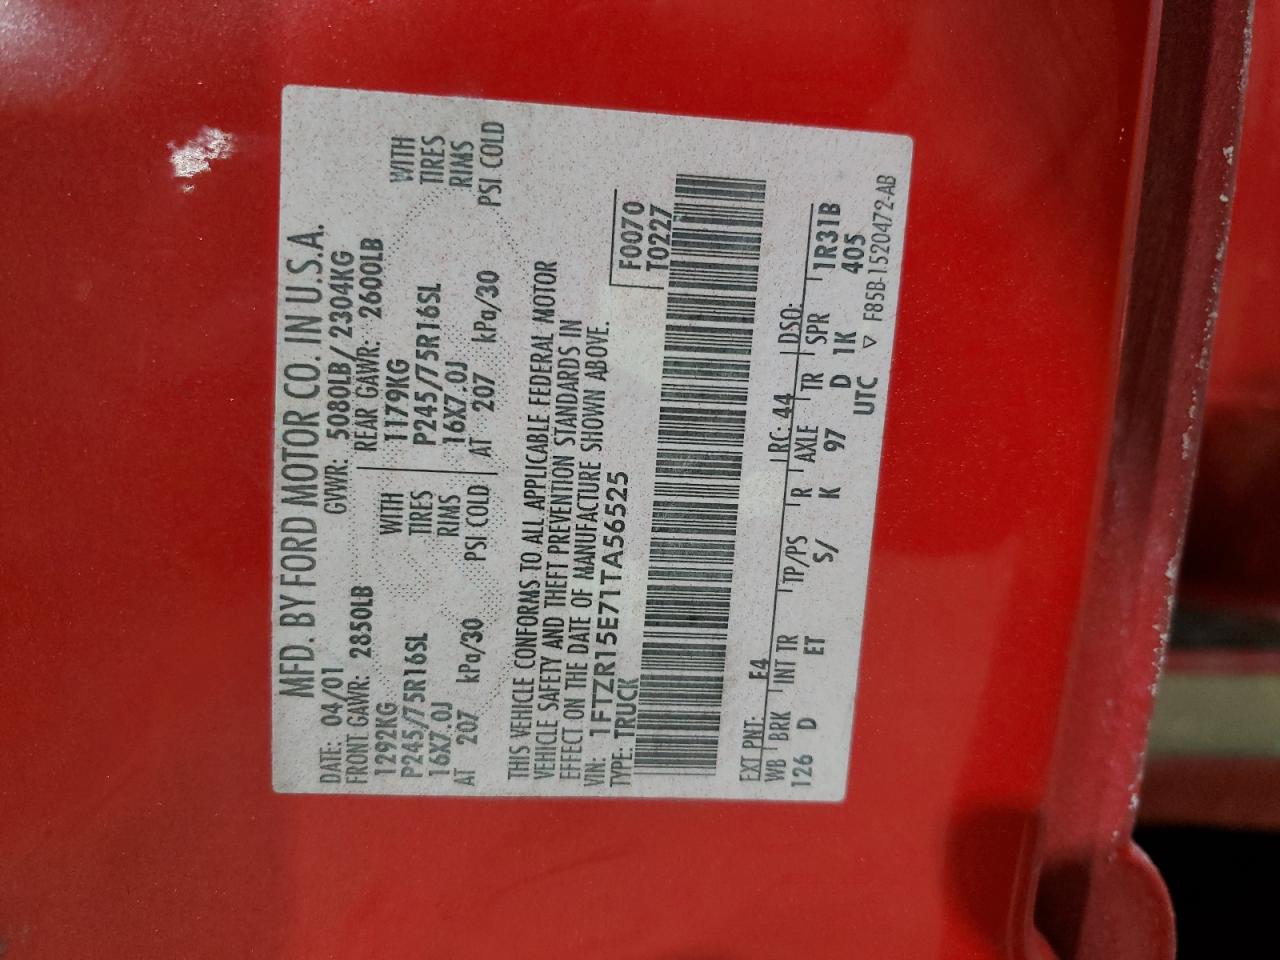 MFD. BY FORD MOTOR CO. IN U.S.A.
DATE: 04/01 GVWR: 5080LB/ 2304KG
FRONT GAWR: 2850LB REAR GAWR: 2600LB
1292KG WITH 1179KG WITH
P245/75R16SL TIRES P245/75R16SL TIRES
16X7.0J RIMS 16X7.0J RIMS
AT 207 kPa/30 PSI COLD AT 207 kPa/30 PSI COLD
THIS VEHICLE CONFORMS TO ALL APPLICABLE FEDERAL MOTOR
VEHICLE SAFETY AND THEFT PREVENTION STANDARDS IN
EFFECT ON THE DATE OF MANUFACTURE SHOWN ABOVE.
VIN: 1FTZR15E71TA56525 F0070
TYPE: TRUCK T0227
EXT PNT: E4 RC: 44 DSO:
WB BRK INT TR TP/PS R AXLE TR SPR 1R31B
126 D ET S/ K 97 D 1K 405
UTC ▽ F85B-1520472-AB